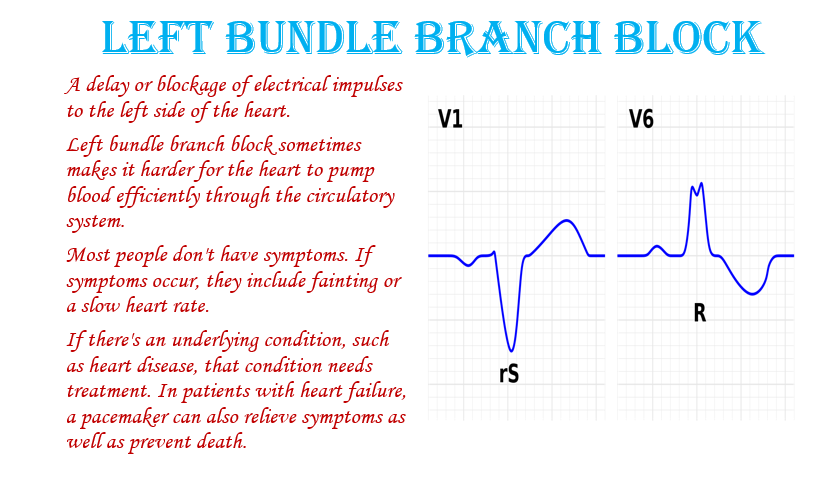 LEFT BUNDLE BRANCH BLOCK
A delay or blockage of electrical impulses
to the left side of the heart.
Left bundle branch block sometimes
makes it harder for the heart to pump
blood efficiently through the circulatory
system.
Most people don't have symptoms. If
symptoms occur, they include fainting or
a slow heart rate.
If there's an underlying condition, such
as heart disease, that condition needs
treatment. In patients with heart failure,
a pacemaker can also relieve symptoms as
well as prevent death.
V1
rS
V6
R